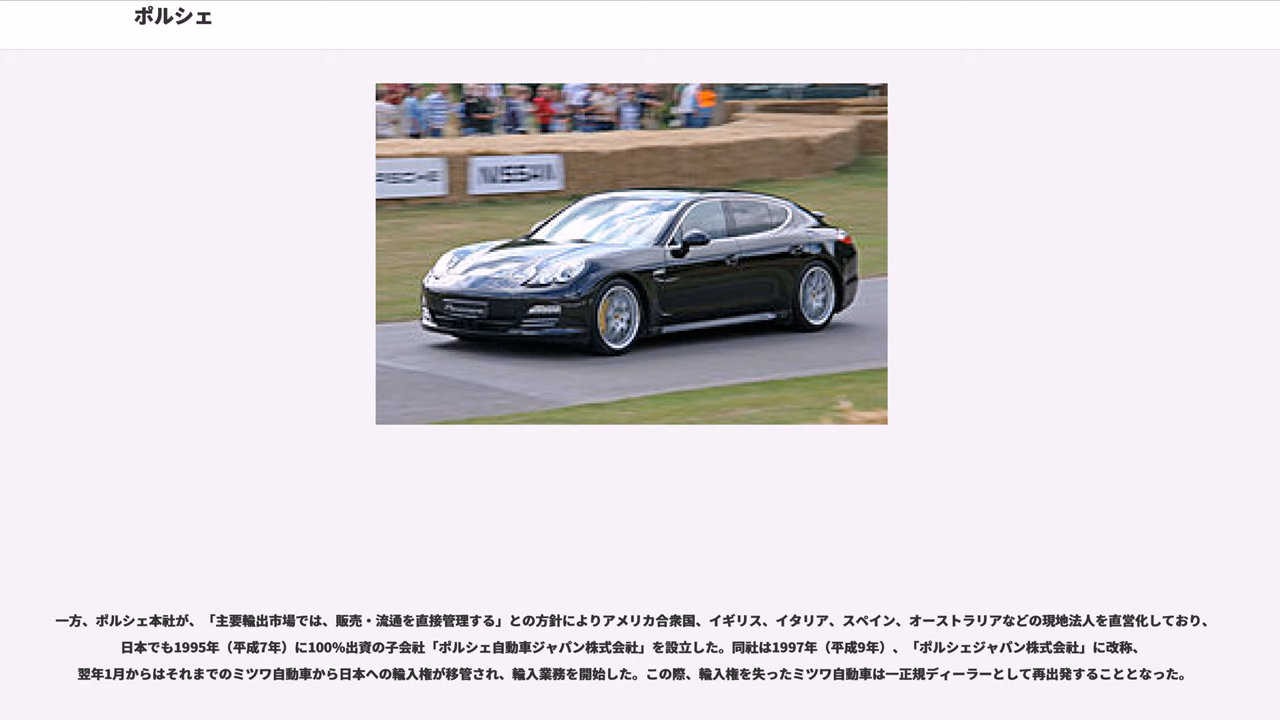 ポルシェ
NISSAN
一方、ポルシェ本社が、「主要輸出市場では、販売・流通を直接管理する」との方針によりアメリカ合衆国、イギリス、イタリア、スペイン、オーストラリアなどの現地法人を直営化しており、
日本でも1995年（平成7年）に100%出資の子会社「ポルシェ自動車ジャパン株式会社」を設立した。同社は1997年（平成9年）、「ポルシェジャパン株式会社」に改称、
翌年1月からはそれまでのミツワ自動車から日本への輸入権が移管され、輸入業務を開始した。この際、輸入権を失ったミツワ自動車は一正規ディーラーとして再出発することとなった。